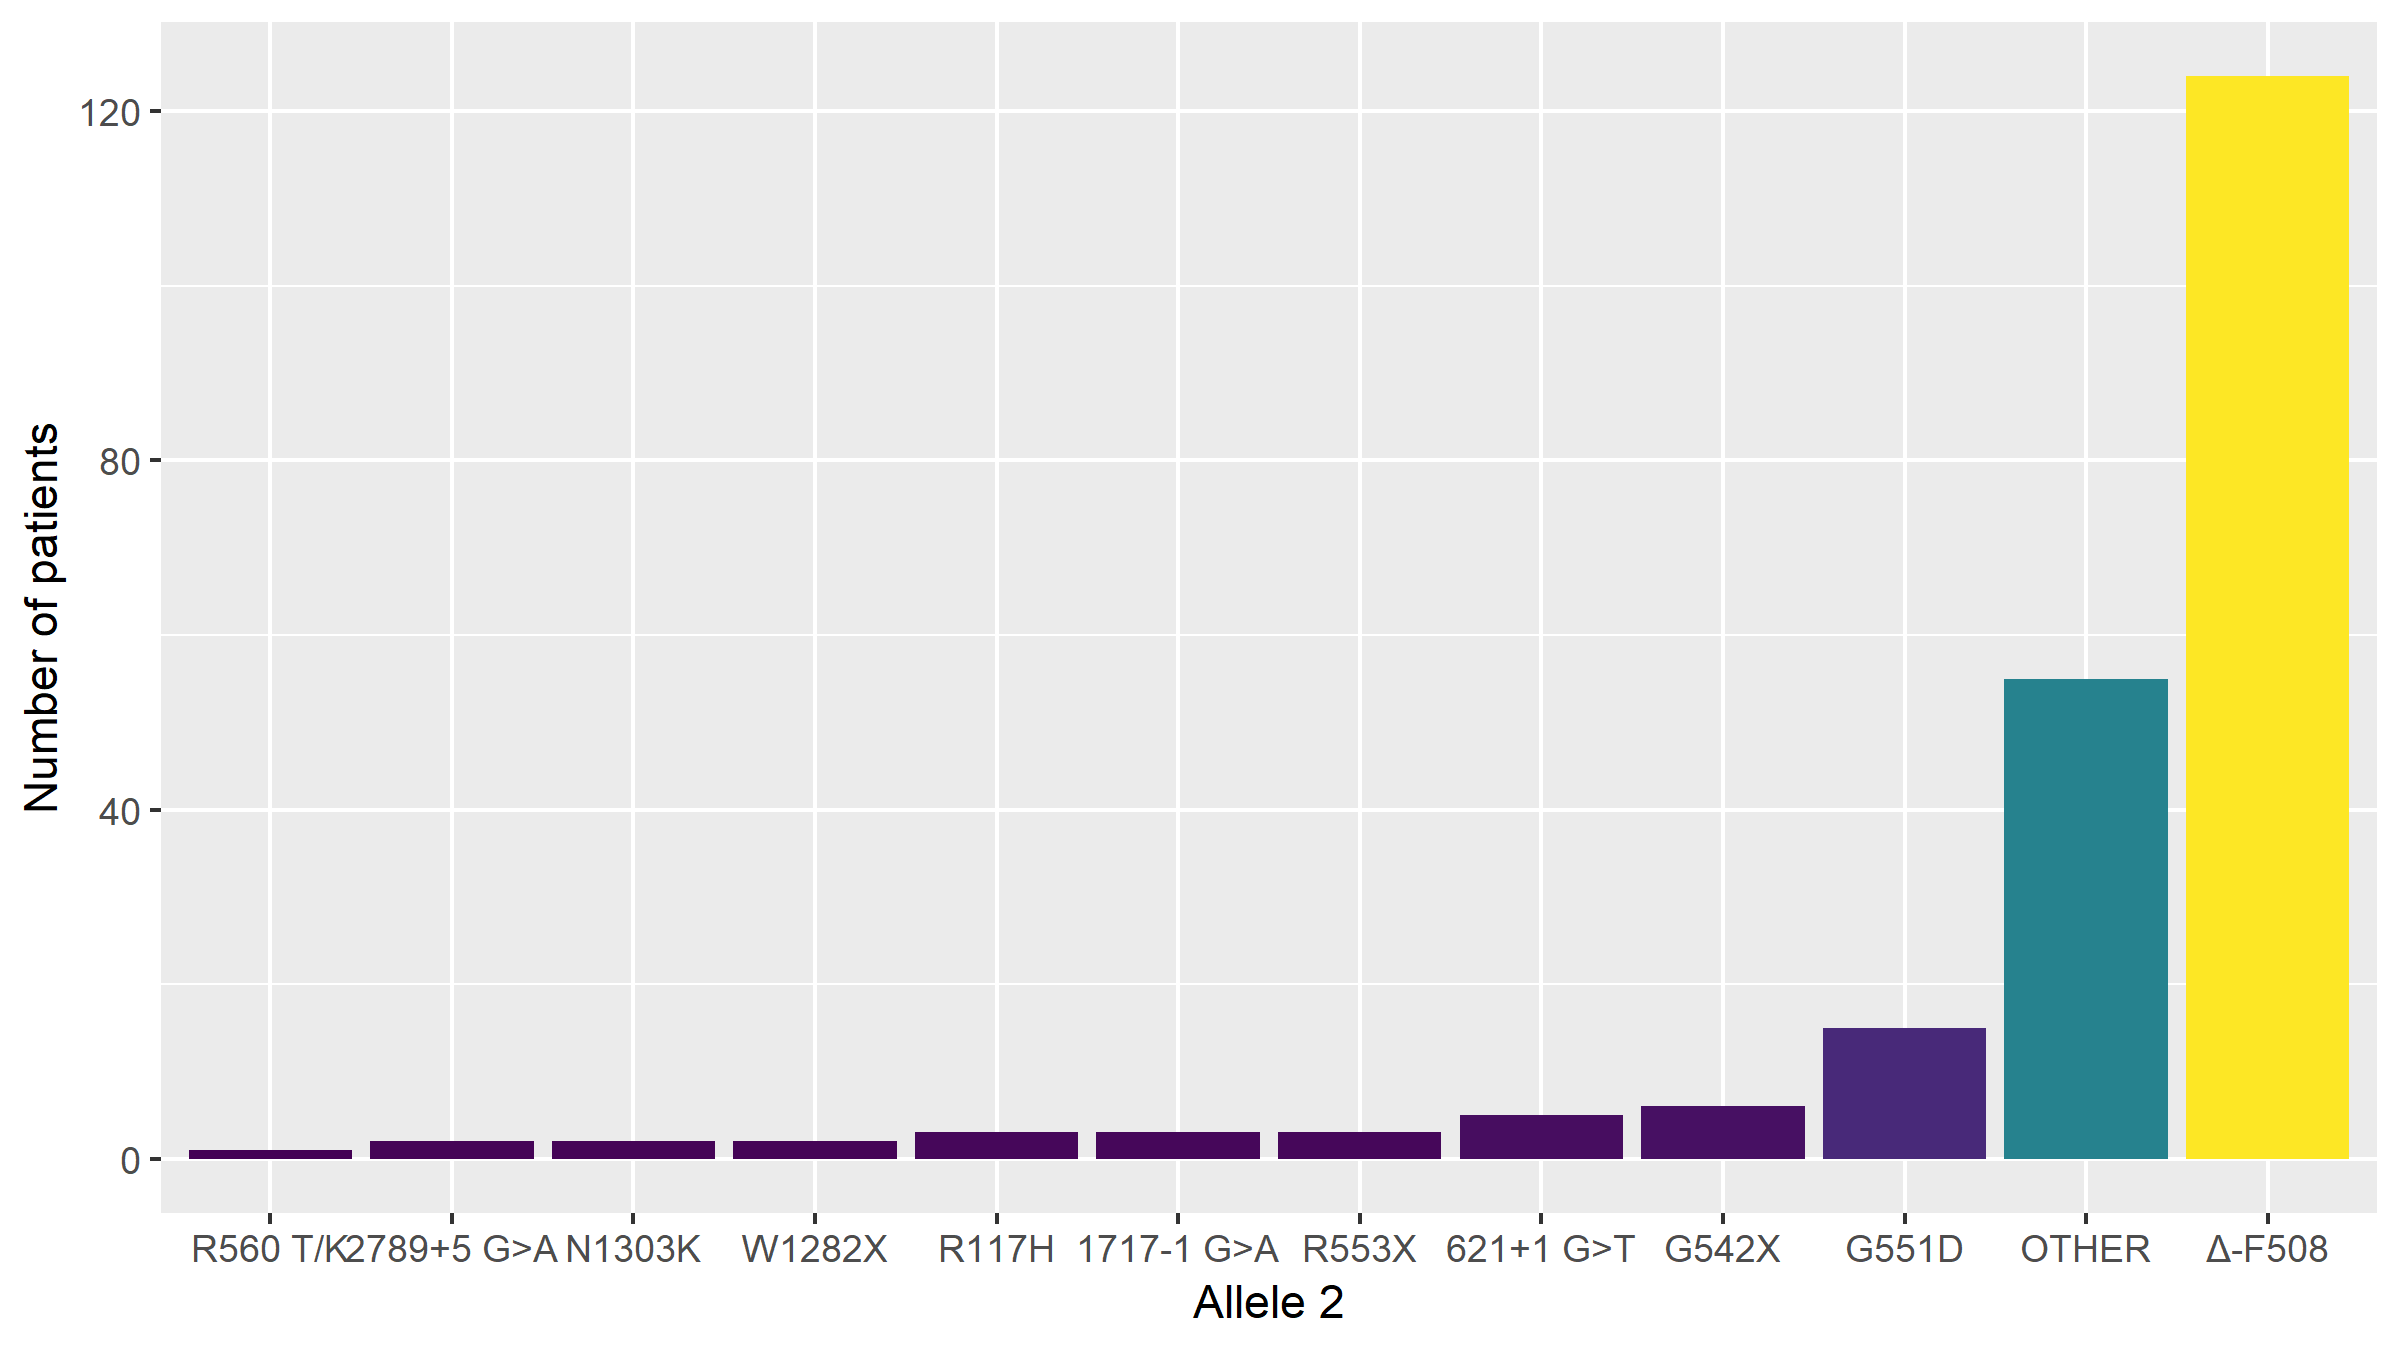 120
80
40
0
Number of patients
R560 T/K 2789+5 G>A N1303K W1282X R117H 1717-1 G>A R553X 621+1 G>T G542X G551D OTHER Δ-F508
Allele 2